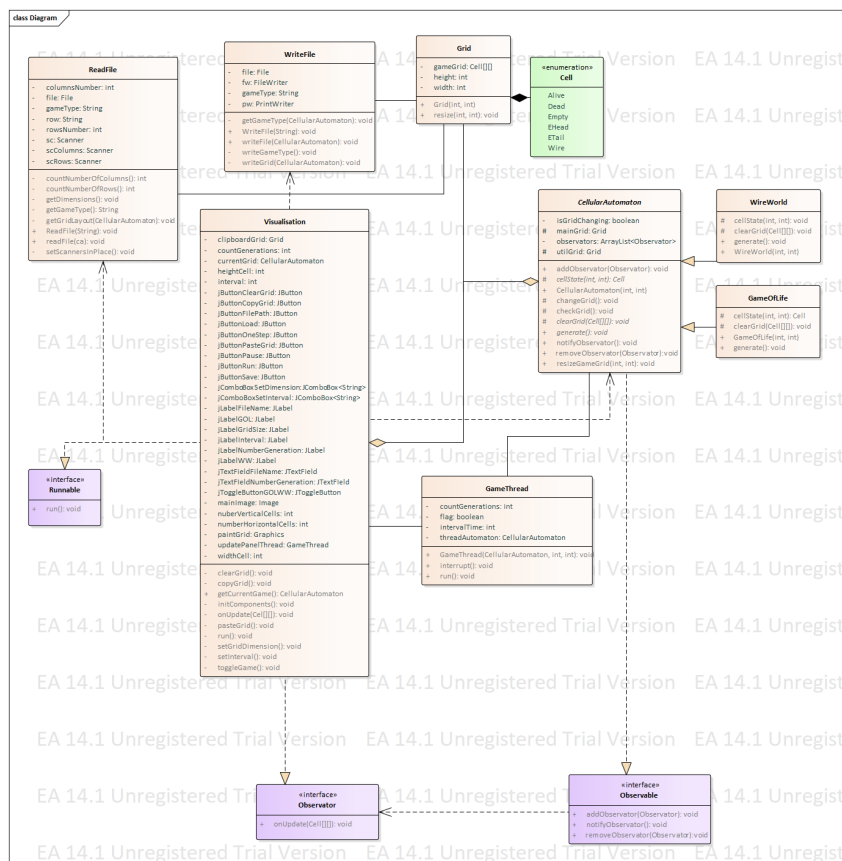 class Diagram
ReadFile
- columnsNumber: int
- file: File
- gameType: String
- row: String
- rowsNumber: int
- sc: Scanner
- scColumns: Scanner
- scRows: Scanner
- countNumberOfColumns(): int
- countNumberOfRows(): int
- getDimensions(): void
- getGameType(): String
- getGridLayout(CellularAutomaton): void
+ ReadFile(String): void
+ readFile(ca): void
- setScannersInPlace(): void
WriteFile
- file: File
- fw: FileWriter
- gameType: String
- pw: PrintWriter
- getGameType(CellularAutomaton): void
+ WriteFile(String): void
+ writeFile(CellularAutomaton): void
- writeGameType(): void
- writeGrid(CellularAutomaton): void
Grid
- gameGrid: Cell[][]
- height: int
- width: int
+ Grid(int, int)
+ resize(int, int): void
«enumeration»
Cell
Alive
Dead
Empty
EHead
ETail
Wire
Visualisation
- clipboardGrid: Grid
- countGenerations: int
- currentGrid: CellularAutomaton
- heightCell: int
- interval: int
- jButtonClearGrid: JButton
- jButtonCopyGrid: JButton
- jButtonFilePath: JButton
- jButtonLoad: JButton
- jButtonOneStep: JButton
- jButtonPasteGrid: JButton
- jButtonPause: JButton
- jButtonRun: JButton
- jButtonSave: JButton
- jComboBoxSetDimension: JComboBox<String>
- jComboBoxSetInterval: JComboBox<String>
- jLabelFileName: JLabel
- jLabelGOL: JLabel
- jLabelGridSize: JLabel
- jLabelInterval: JLabel
- jLabelNumberGeneration: JLabel
- jLabelWW: JLabel
- jTextFieldFileName: JTextField
- jTextFieldNumberGeneration: JTextField
- jToggleButtonGOLWW: JToggleButton
- mainImage: Image
- nuberVerticalCells: int
- numberHorizontalCells: int
- paintGrid: Graphics
- updatePanelThread: GameThread
- widthCell: int
- clearGrid(): void
- copyGrid(): void
+ getCurrentGame(): CellularAutomaton
- initComponents(): void
- onUpdate(Cel[][]): void
- pasteGrid(): void
- run(): void
- setGridDimension(): void
- setInterval(): void
- toggleGame(): void
CellularAutomaton
- isGridChanging: boolean
# mainGrid: Grid
- observators: ArrayList<Observator>
# utilGrid: Grid
+ addObservator(Observator): void
# cellState(int, int): Cell
+ CellularAutomaton(int, int)
# changeGrid(): void
# checkGrid(): void
# clearGrid(Cell[][]): void
+ generate(): void
+ notifyObservator(): void
+ removeObservator(Observator): void
+ resizeGameGrid(int, int): void
WireWorld
# cellState(int, int): void
# clearGrid(Cell[][]): void
+ generate(): void
+ WireWorld(int, int)
GameOfLife
# cellState(int, int): Cell
# clearGrid(Cell[][]): void
+ GameOfLife(int, int)
+ generate(): void
«interface»
Runnable
+ run(): void
GameThread
- countGenerations: int
- flag: boolean
- intervalTime: int
- threadAutomaton: CellularAutomaton
+ GameThread(CellularAutomaton, int, int): void
+ interrupt(): void
+ run(): void
«interface»
Observator
+ onUpdate(Cell[][]): void
«interface»
Observable
+ addObservator(Observator): void
+ notifyObservator(): void
+ removeObservator(Observator): void
EA 14.1 Unregistered Trial Version EA 14.1 Unregistered Trial Version EA 14.1 Unregist